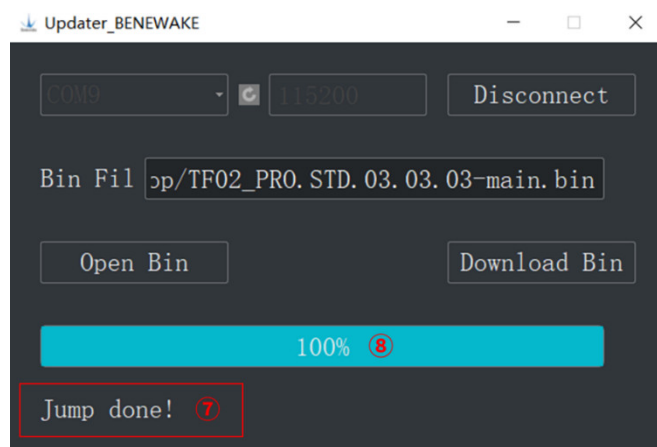 Updater_BENEWAKE
COM9 115200 Disconnect
Bin Fil op/TF02_PRO.STD.03.03.03-main.bin
Open Bin Download Bin
100% ⑧
Jump done! ⑦